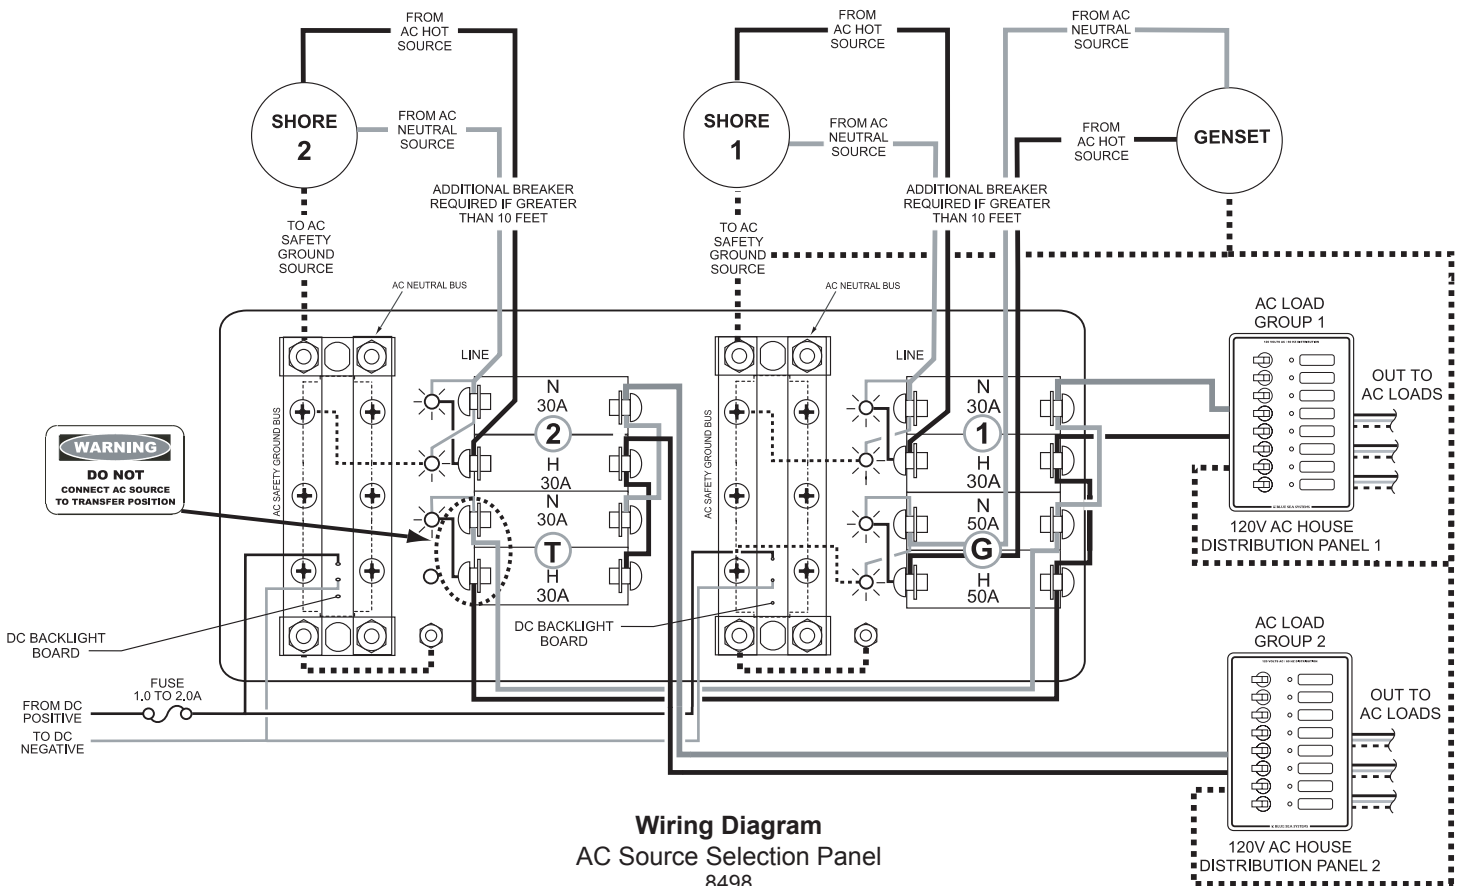 FROM
AC HOT
SOURCE
FROM
AC HOT
SOURCE
FROM AC
NEUTRAL
SOURCE
SHORE
2
FROM AC
NEUTRAL
SOURCE
SHORE
1
FROM AC
NEUTRAL
SOURCE
FROM
AC HOT
SOURCE
GENSET
ADDITIONAL BREAKER
REQUIRED IF GREATER
THAN 10 FEET
ADDITIONAL BREAKER
REQUIRED IF GREATER
THAN 10 FEET
TO AC
SAFETY
GROUND
SOURCE
TO AC
SAFETY
GROUND
SOURCE
AC NEUTRAL BUS
AC NEUTRAL BUS
LINE
LINE
AC SAFETY GROUND BUS
AC SAFETY GROUND BUS
N
30A
2
H
30A
N
30A
T
H
30A
N
30A
1
H
30A
N
50A
G
H
50A
WARNING
DO NOT
CONNECT AC SOURCE
TO TRANSFER POSITION
DC BACKLIGHT
BOARD
DC BACKLIGHT
BOARD
FUSE
1.0 TO 2.0A
FROM DC
POSITIVE
TO DC
NEGATIVE
AC LOAD
GROUP 1
OUT TO
AC LOADS
BLUE SEA SYSTEMS
120V AC HOUSE
DISTRIBUTION PANEL 1
AC LOAD
GROUP 2
OUT TO
AC LOADS
BLUE SEA SYSTEMS
120V AC HOUSE
DISTRIBUTION PANEL 2
Wiring Diagram
AC Source Selection Panel
8498